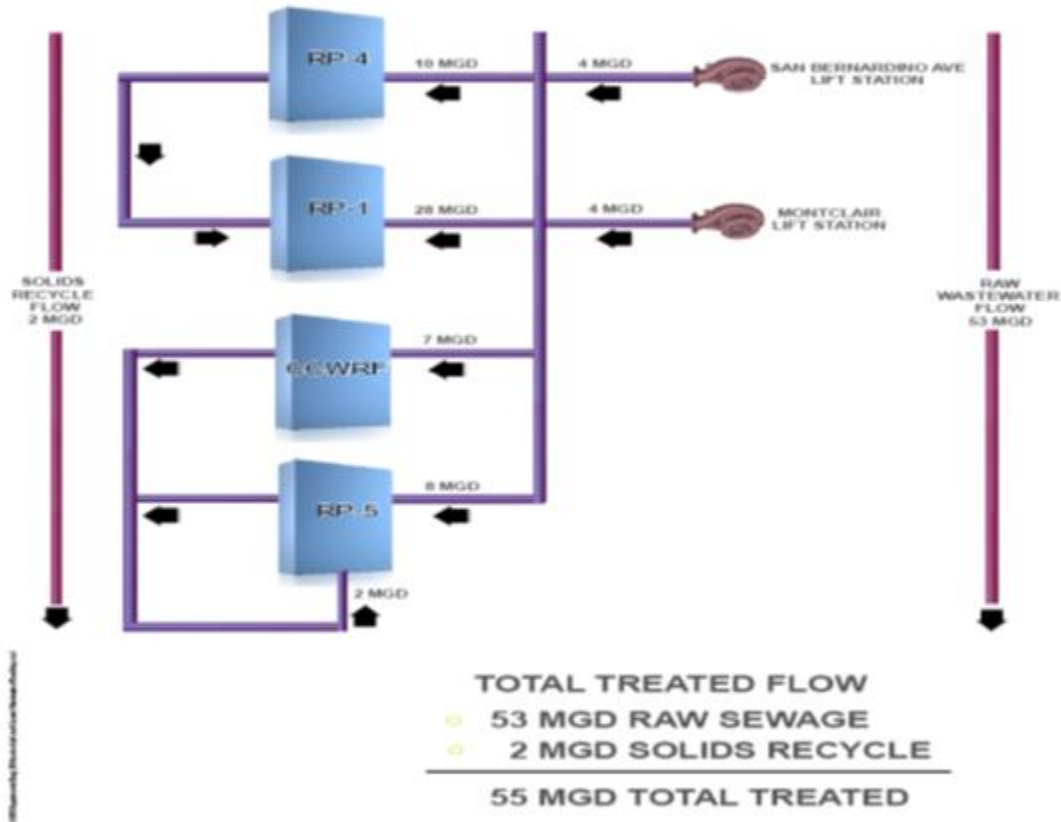 RP-4
10 MGD
4 MGD
SAN BERNARDINO AVE
LIFT STATION
RP-1
28 MGD
4 MGD
MONTCLAIR
LIFT STATION
SOLIDS
RECYCLE
FLOW
2 MGD
RAW
WASTEWATER
FLOW
53 MGD
CCWRF
7 MGD
RP-5
8 MGD
2 MGD
TOTAL TREATED FLOW
53 MGD RAW SEWAGE
2 MGD SOLIDS RECYCLE
55 MGD TOTAL TREATED